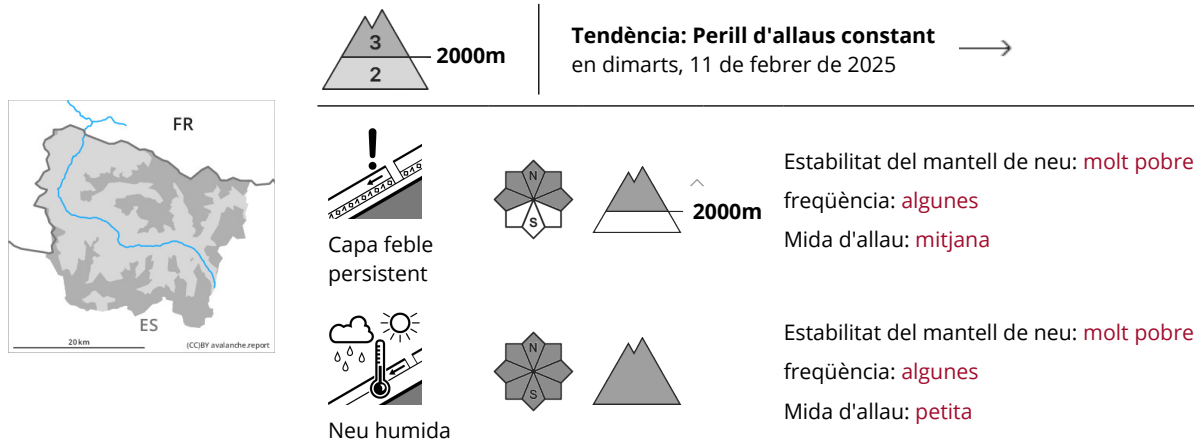 3
2
2000m
Tendència: Perill d'allaus constant
en dimarts, 11 de febrer de 2025
FR
ES
20 km
(CC)BY avalanche.report
Capa feble
persistent
N
S
2000m
Estabilitat del mantell de neu: molt pobre
freqüència: algunes
Mida d'allau: mitjana
Neu humida
N
S
Estabilitat del mantell de neu: molt pobre
freqüència: algunes
Mida d'allau: petita